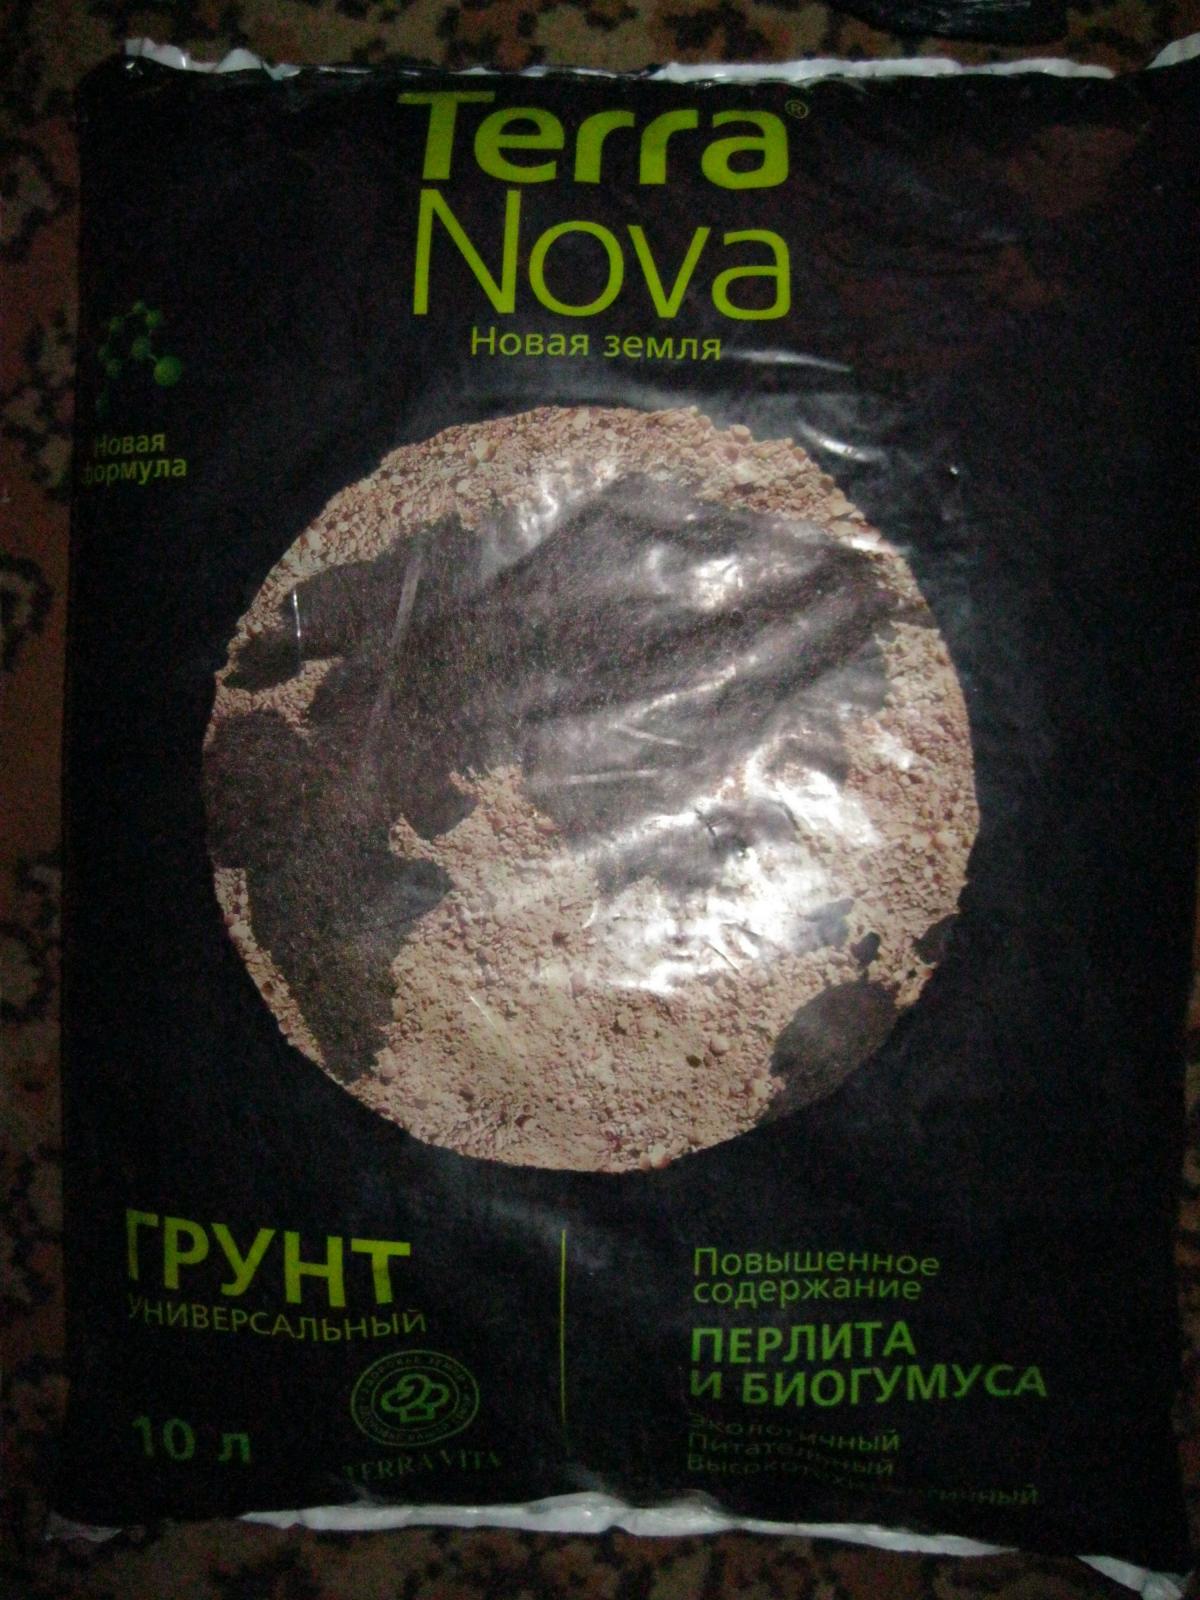 Terra®
Nova
Новая земля
Новая
формула
ГРУНТ
УНИВЕРСАЛЬНЫЙ
10 л
TERRA VITA
Повышенное
содержание
ПЕРЛИТА
И БИОГУМУСА
Экологичный
Питательный